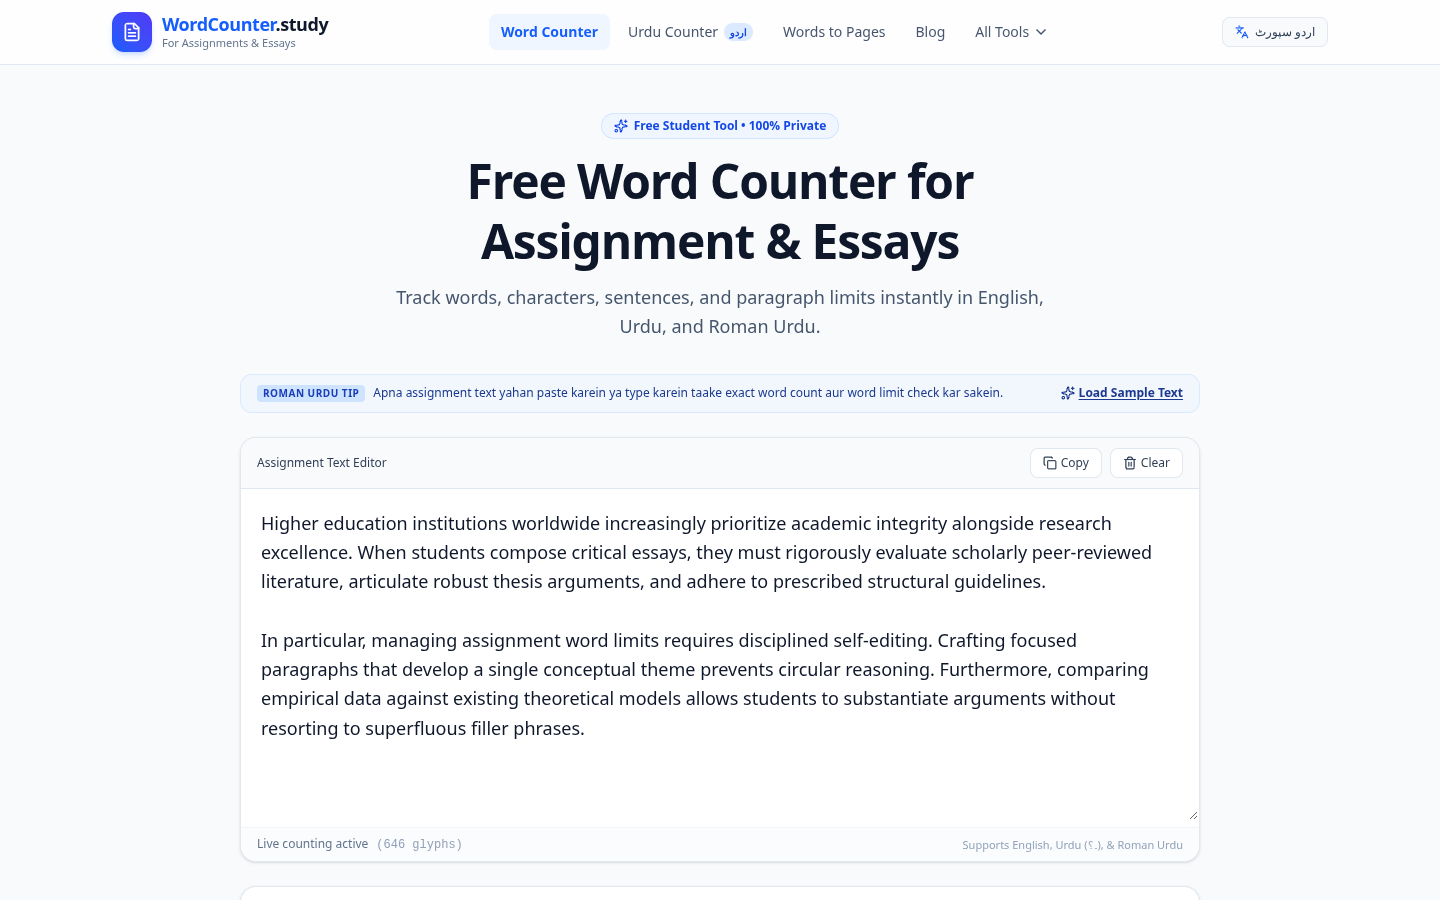 WordCounter.study
For Assignments & Essays
Word Counter
Urdu Counter اردو
Words to Pages
Blog
All Tools
اردو سپورٹ
Free Student Tool • 100% Private
Free Word Counter for
Assignment & Essays
Track words, characters, sentences, and paragraph limits instantly in English,
Urdu, and Roman Urdu.
ROMAN URDU TIP Apna assignment text yahan paste karein ya type karein taake exact word count aur word limit check kar sakein.
Load Sample Text
Assignment Text Editor
Copy
Clear
Higher education institutions worldwide increasingly prioritize academic integrity alongside research
excellence. When students compose critical essays, they must rigorously evaluate scholarly peer-reviewed
literature, articulate robust thesis arguments, and adhere to prescribed structural guidelines.
In particular, managing assignment word limits requires disciplined self-editing. Crafting focused
paragraphs that develop a single conceptual theme prevents circular reasoning. Furthermore, comparing
empirical data against existing theoretical models allows students to substantiate arguments without
resorting to superfluous filler phrases.
Live counting active (646 glyphs)
Supports English, Urdu (؟۔), & Roman Urdu